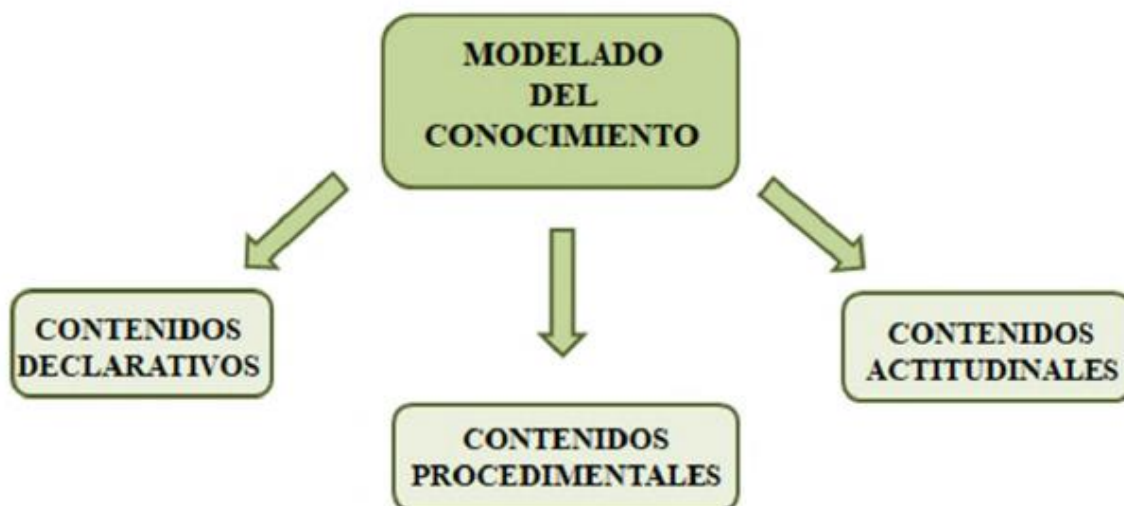 MODELADO
DEL
CONOCIMIENTO
CONTENIDOS
DECLARATIVOS
CONTENIDOS
PROCEDIMENTALES
CONTENIDOS
ACTITUDINALES